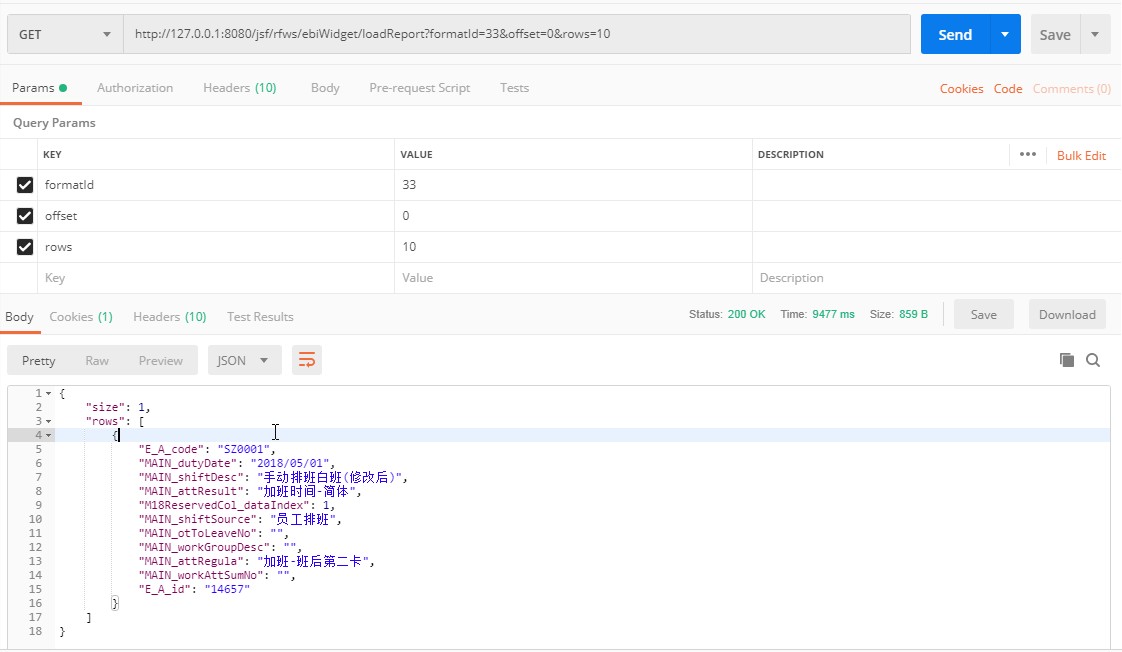 GET http://127.0.0.1:8080/jsf/rfws/ebiWidget/loadReport?formatId=33&offset=0&rows=10 Send Save
Params Authorization Headers (10) Body Pre-request Script Tests Cookies Code Comments (0)
Query Params
KEY VALUE DESCRIPTION ••• Bulk Edit
formatId 33
offset 0
rows 10
Key Value Description
Body Cookies (1) Headers (10) Test Results Status: 200 OK Time: 9477 ms Size: 859 B Save Download
Pretty Raw Preview JSON
1 {
2 "size": 1,
3 "rows": [
4 {
5 "E_A_code": "SZ0001",
6 "MAIN_dutyDate": "2018/05/01",
7 "MAIN_shiftDesc": "手动排班白班(修改后)",
8 "MAIN_attResult": "加班时间-简体",
9 "M18ReservedCol_dataIndex": 1,
10 "MAIN_shiftSource": "员工排班",
11 "MAIN_otToLeaveNo": "",
12 "MAIN_workGroupDesc": "",
13 "MAIN_attRegula": "加班-班后第二卡",
14 "MAIN_workAttSumNo": "",
15 "E_A_id": "14657"
16 }
17 ]
18 }